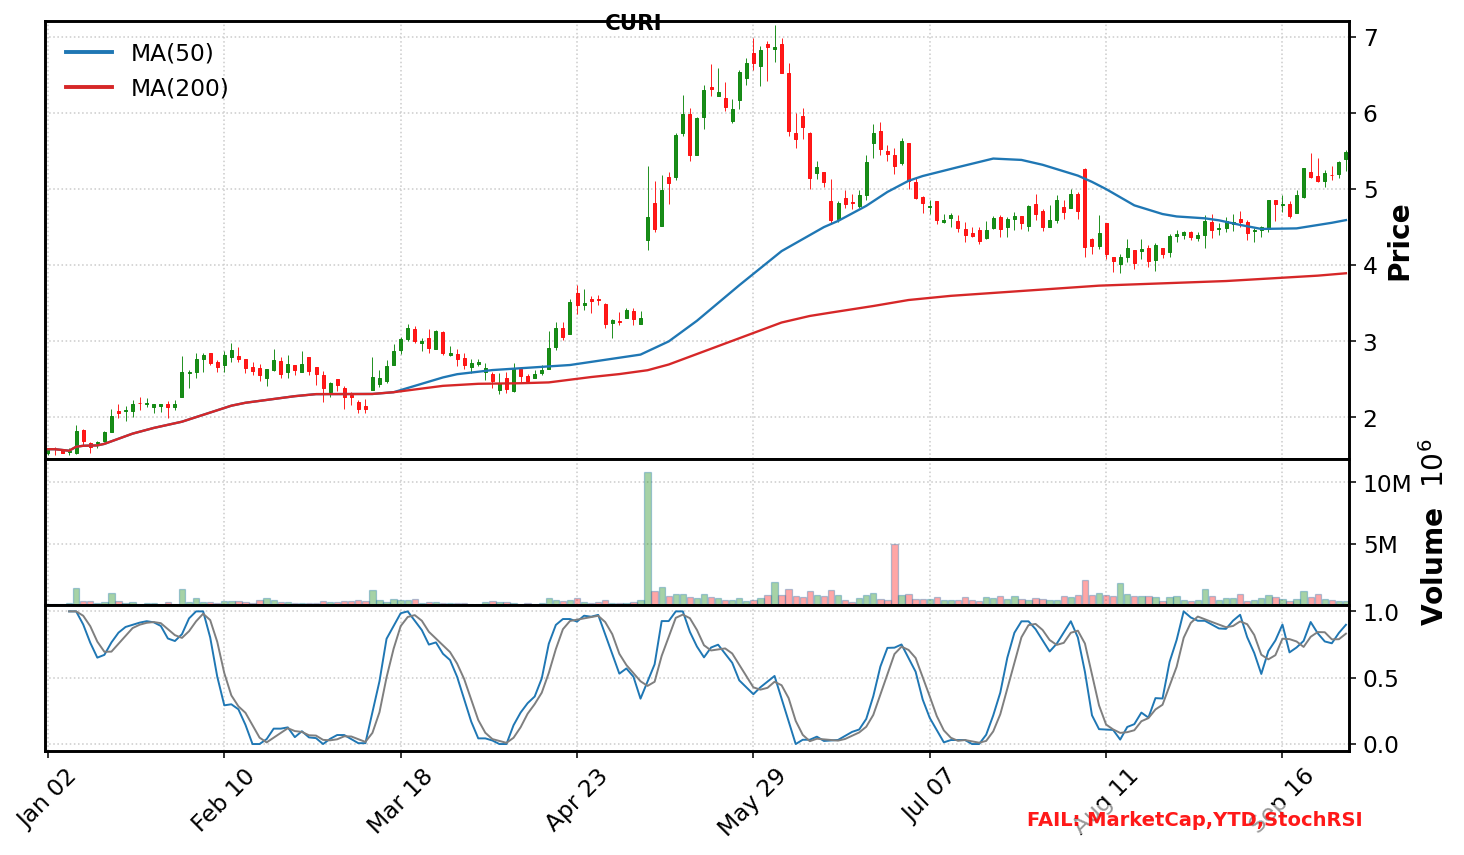 CURI
MA(50)
MA(200)
7
6
5
4
3
2
Price
10M
5M
Volume 10^6
1.0
0.5
0.0
Jan 02
Feb 10
Mar 18
Apr 23
May 29
Jul 07
Aug 11
Sep 16
FAIL: MarketCap,YTD,StochRSI